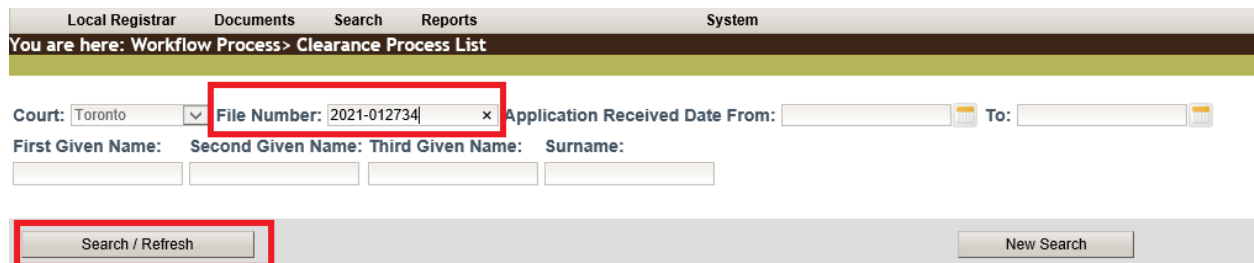 Local Registrar Documents Search Reports System
You are here: Workflow Process> Clearance Process List
Court: Toronto File Number: 2021-012734 × Application Received Date From: To:
First Given Name: Second Given Name: Third Given Name: Surname:
Search / Refresh New Search